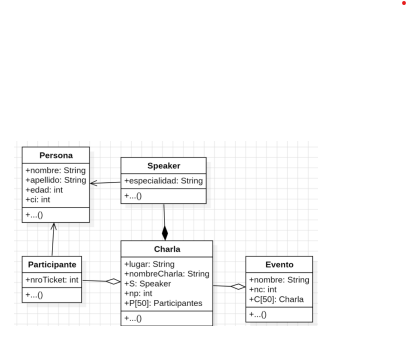 Persona
+nombre: String
+apellido: String
+edad: int
+ci: int
+...()
Speaker
+especialidad: String
+...()
Participante
+nroTicket: int
+...()
Charla
+lugar: String
+nombreCharla: String
+S: Speaker
+np: int
+P[50]: Participantes
+...()
Evento
+nombre: String
+nc: int
+C[50]: Charla
+...()